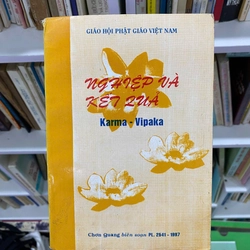 GIÁO HỘI PHẬT GIÁO VIỆT NAM
NGHIỆP VÀ
KẾT QUẢ
Karma - Vipaka
Chơn Quang biên soạn PL. 2541 - 1997